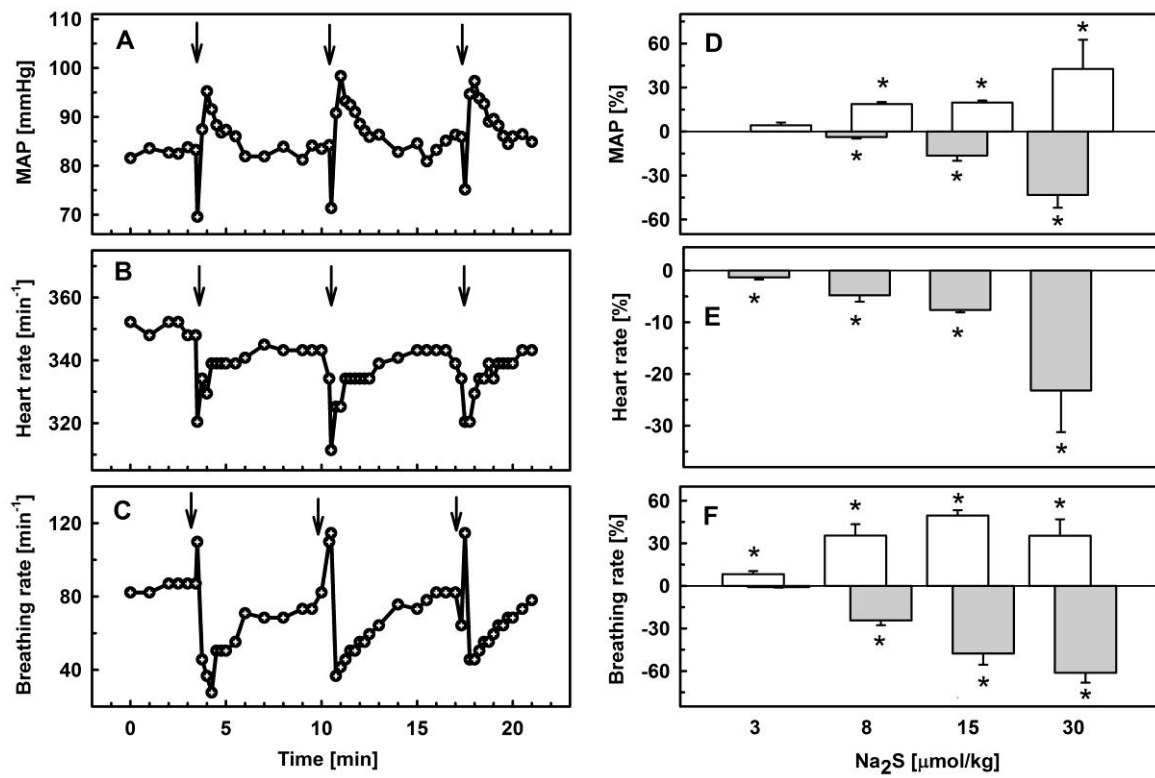 A
MAP [mmHg]
110
100
90
80
70
B
Heart rate [min⁻¹]
360
340
320
C
Breathing rate [min⁻¹]
120
80
40
0 5 10 15 20
Time [min]
D
MAP [%]
60
30
0
-30
-60
* *
*
*
*
*
E
Heart rate [%]
0
-10
-20
-30
*
*
*
*
F
Breathing rate [%]
60
30
0
-30
-60
*
*
*
*
*
*
*
3 8 15 30
Na₂S [μmol/kg]